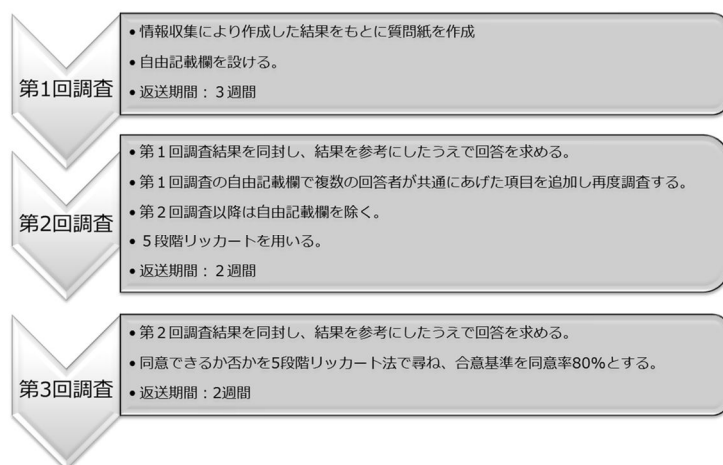 第1回調査
• 情報収集により作成した結果をもとに質問紙を作成
• 自由記載欄を設ける。
• 返送期間：３週間
第2回調査
• 第１回調査結果を同封し、結果を参考にしたうえで回答を求める。
• 第１回調査の自由記載欄で複数の回答者が共通にあげた項目を追加し再度調査する。
• 第２回調査以降は自由記載欄を除く。
• ５段階リッカートを用いる。
• 返送期間：２週間
第3回調査
• 第２回調査結果を同封し、結果を参考にしたうえで回答を求める。
• 同意できるか否かを5段階リッカート法で尋ね、合意基準を同意率80%とする。
• 返送期間：2週間